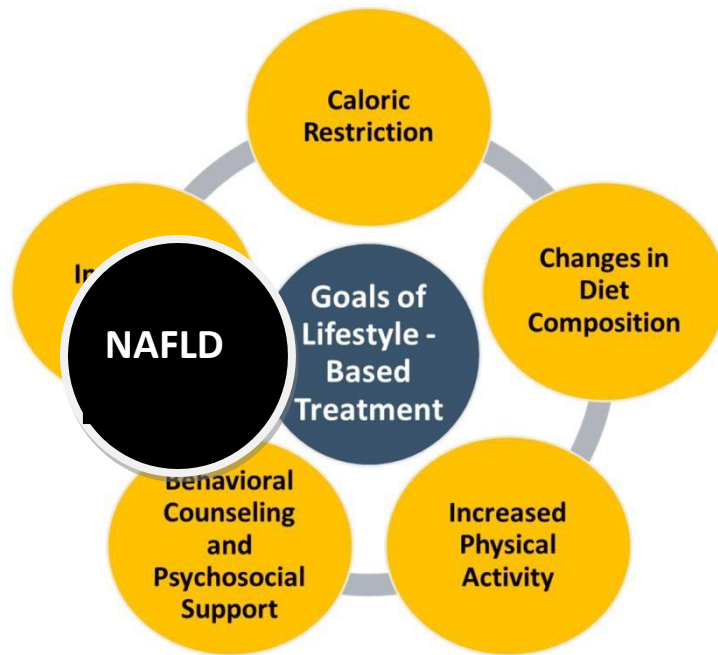 Caloric
Restriction
Changes in
Diet
Composition
Increased
Physical
Activity
Behavioral
Counseling
and
Psychosocial
Support
NAFLD
Goals of
Lifestyle -
Based
Treatment